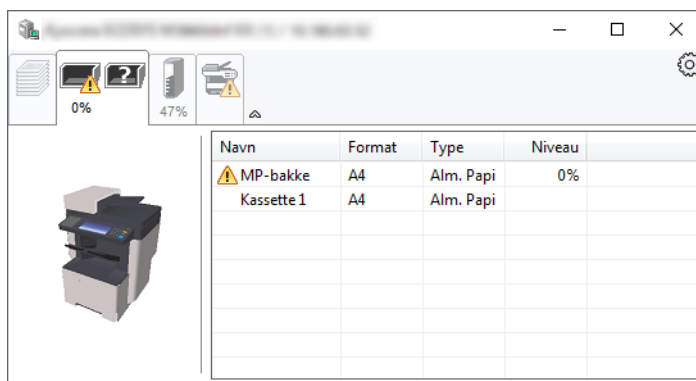 0%
47%
Navn Format Type Niveau
MP-bakke A4 Alm. Papi 0%
Kassette 1 A4 Alm. Papi